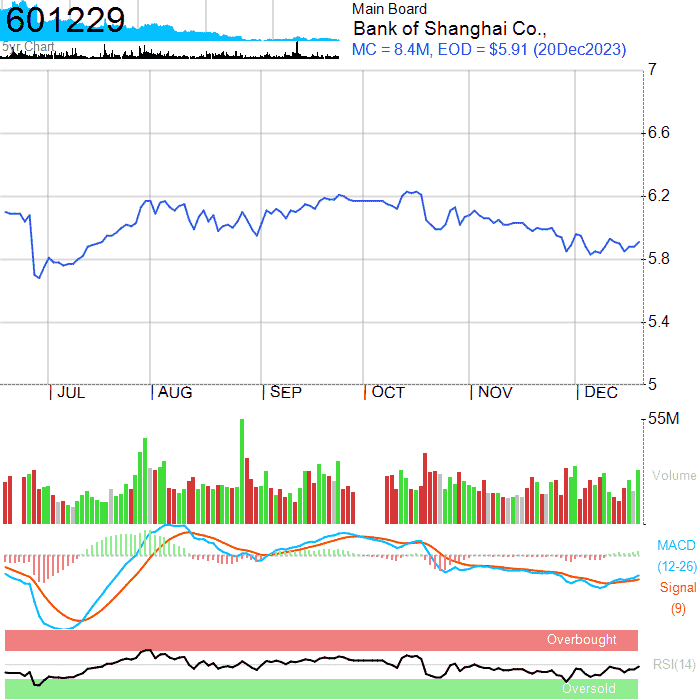 601229
5yr Chart
Main Board
Bank of Shanghai Co.,
MC = 8.4M, EOD = $5.91 (20Dec2023)
7
6.6
6.2
5.8
5.4
5
JUL AUG SEP OCT NOV DEC
55M
Volume
MACD
(12-26)
Signal
(9)
Overbought
RSI(14)
Oversold